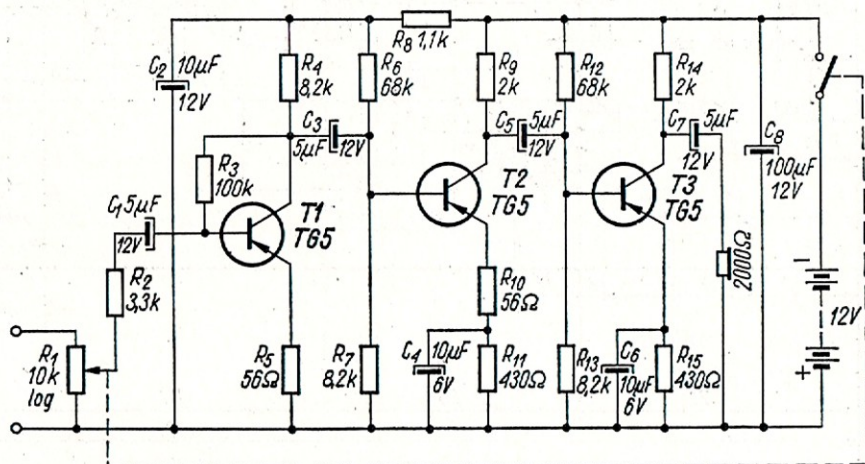 C2
10µF
12V
R4
8,2k
R6
68k
R8 1,1k
R9
2k
R12
68k
R14
2k
C3
5µF
12V
C5
5µF
12V
C7
5µF
12V
C8
100µF
12V
R3
100k
C1 5µF
12V
T1
TG5
T2
TG5
T3
TG5
R2
3,3k
R10
56Ω
2000Ω
−
12V
+
R1
10k
log
R5
56Ω
R7
8,2k
C4
10µF
6V
R11
430Ω
R13
8,2k
C6
10µF
6V
R15
430Ω